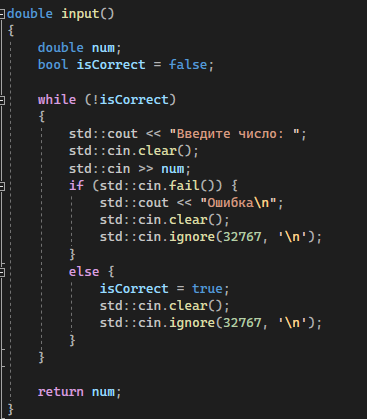 double input()
{
double num;
bool isCorrect = false;
while (!isCorrect)
{
std::cout << "Введите число: ";
std::cin.clear();
std::cin >> num;
if (std::cin.fail()) {
std::cout << "Ошибка\n";
std::cin.clear();
std::cin.ignore(32767, '\n');
}
else {
isCorrect = true;
std::cin.clear();
std::cin.ignore(32767, '\n');
}
}
return num;
}